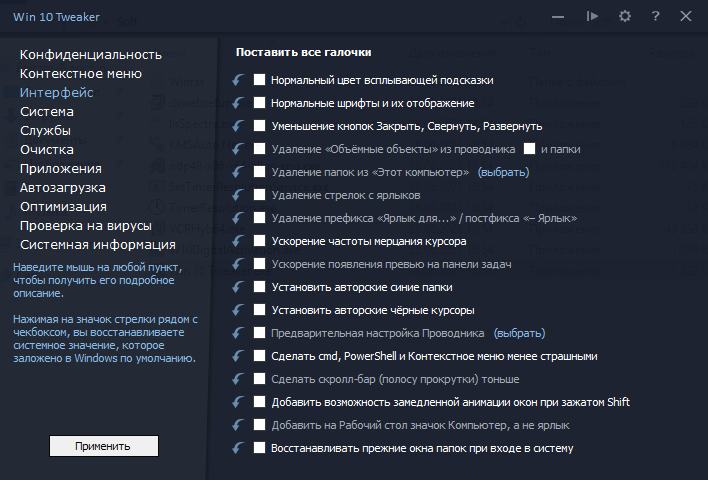 Win 10 Tweaker
?
Конфиденциальность
Контекстное меню
Интерфейс
Система
Службы
Очистка
Приложения
Автозагрузка
Оптимизация
Проверка на вирусы
Системная информация
Наведите мышь на любой пункт,
чтобы получить его подробное
описание.
Нажимая на значок стрелки рядом с
чекбоксом, вы восстанавливаете
системное значение, которое
заложено в Windows по умолчанию.
Применить
Поставить все галочки
Нормальный цвет всплывающей подсказки
Нормальные шрифты и их отображение
Уменьшение кнопок Закрыть, Свернуть, Развернуть
Удаление «Объёмные объекты» из проводника и папки
Удаление папок из «Этот компьютер» (выбрать)
Удаление стрелок с ярлыков
Удаление префикса «Ярлык для...» / постфикса «– Ярлык»
Ускорение частоты мерцания курсора
Ускорение появления превью на панели задач
Установить авторские синие папки
Установить авторские чёрные курсоры
Предварительная настройка Проводника (выбрать)
Сделать cmd, PowerShell и Контекстное меню менее страшными
Сделать скролл-бар (полосу прокрутки) тоньше
Добавить возможность замедленной анимации окон при зажатом Shift
Добавить на Рабочий стол значок Компьютер, а не ярлык
Восстанавливать прежние окна папок при входе в систему